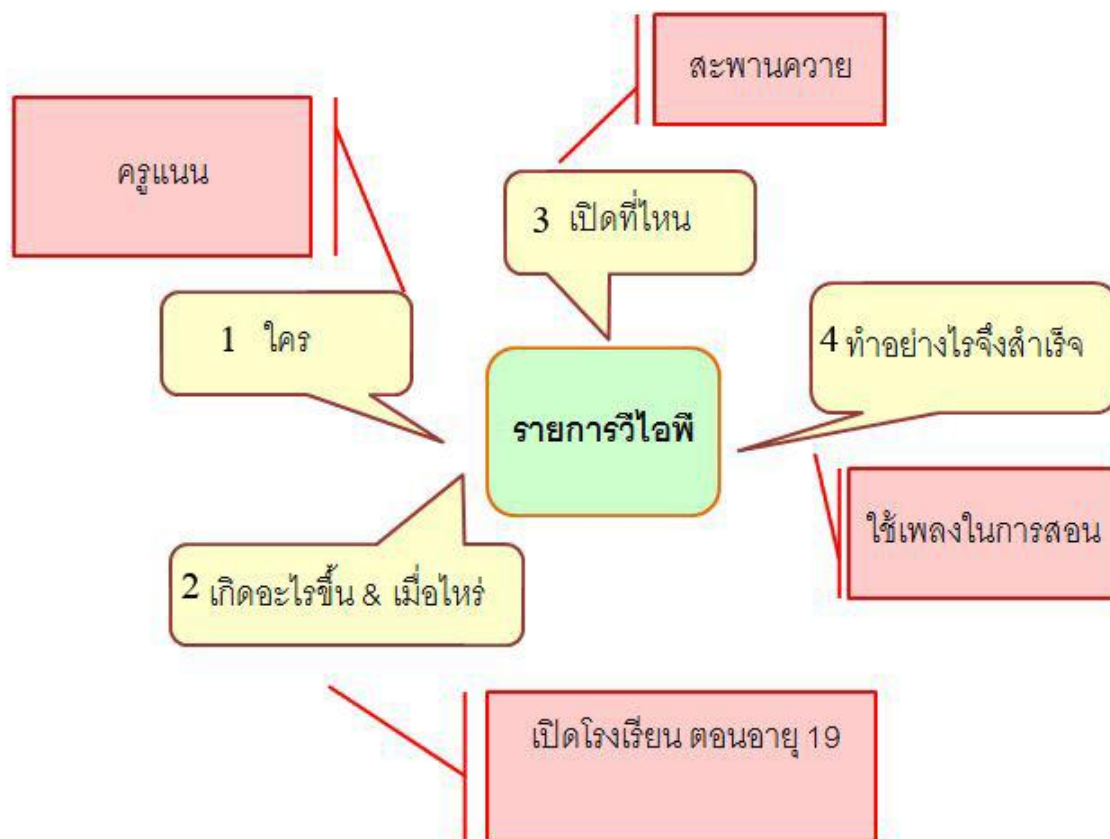 สะพานควาย
ครูแนน
3 เปิดที่ไหน
1 ใคร
4 ทำอย่างไรจึงสำเร็จ
รายการวีไอพี
ใช้เพลงในการสอน
2 เกิดอะไรขึ้น & เมื่อไหร่
เปิดโรงเรียน ตอนอายุ 19